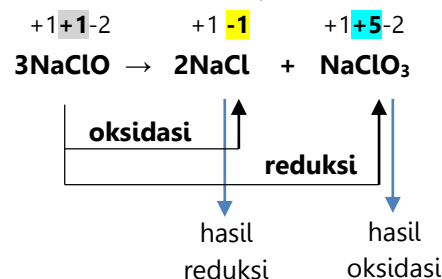 +1+1-2 +1 -1 +1+5-2
3NaClO → 2NaCl + NaClO₃
oksidasi
reduksi
hasil hasil
reduksi oksidasi